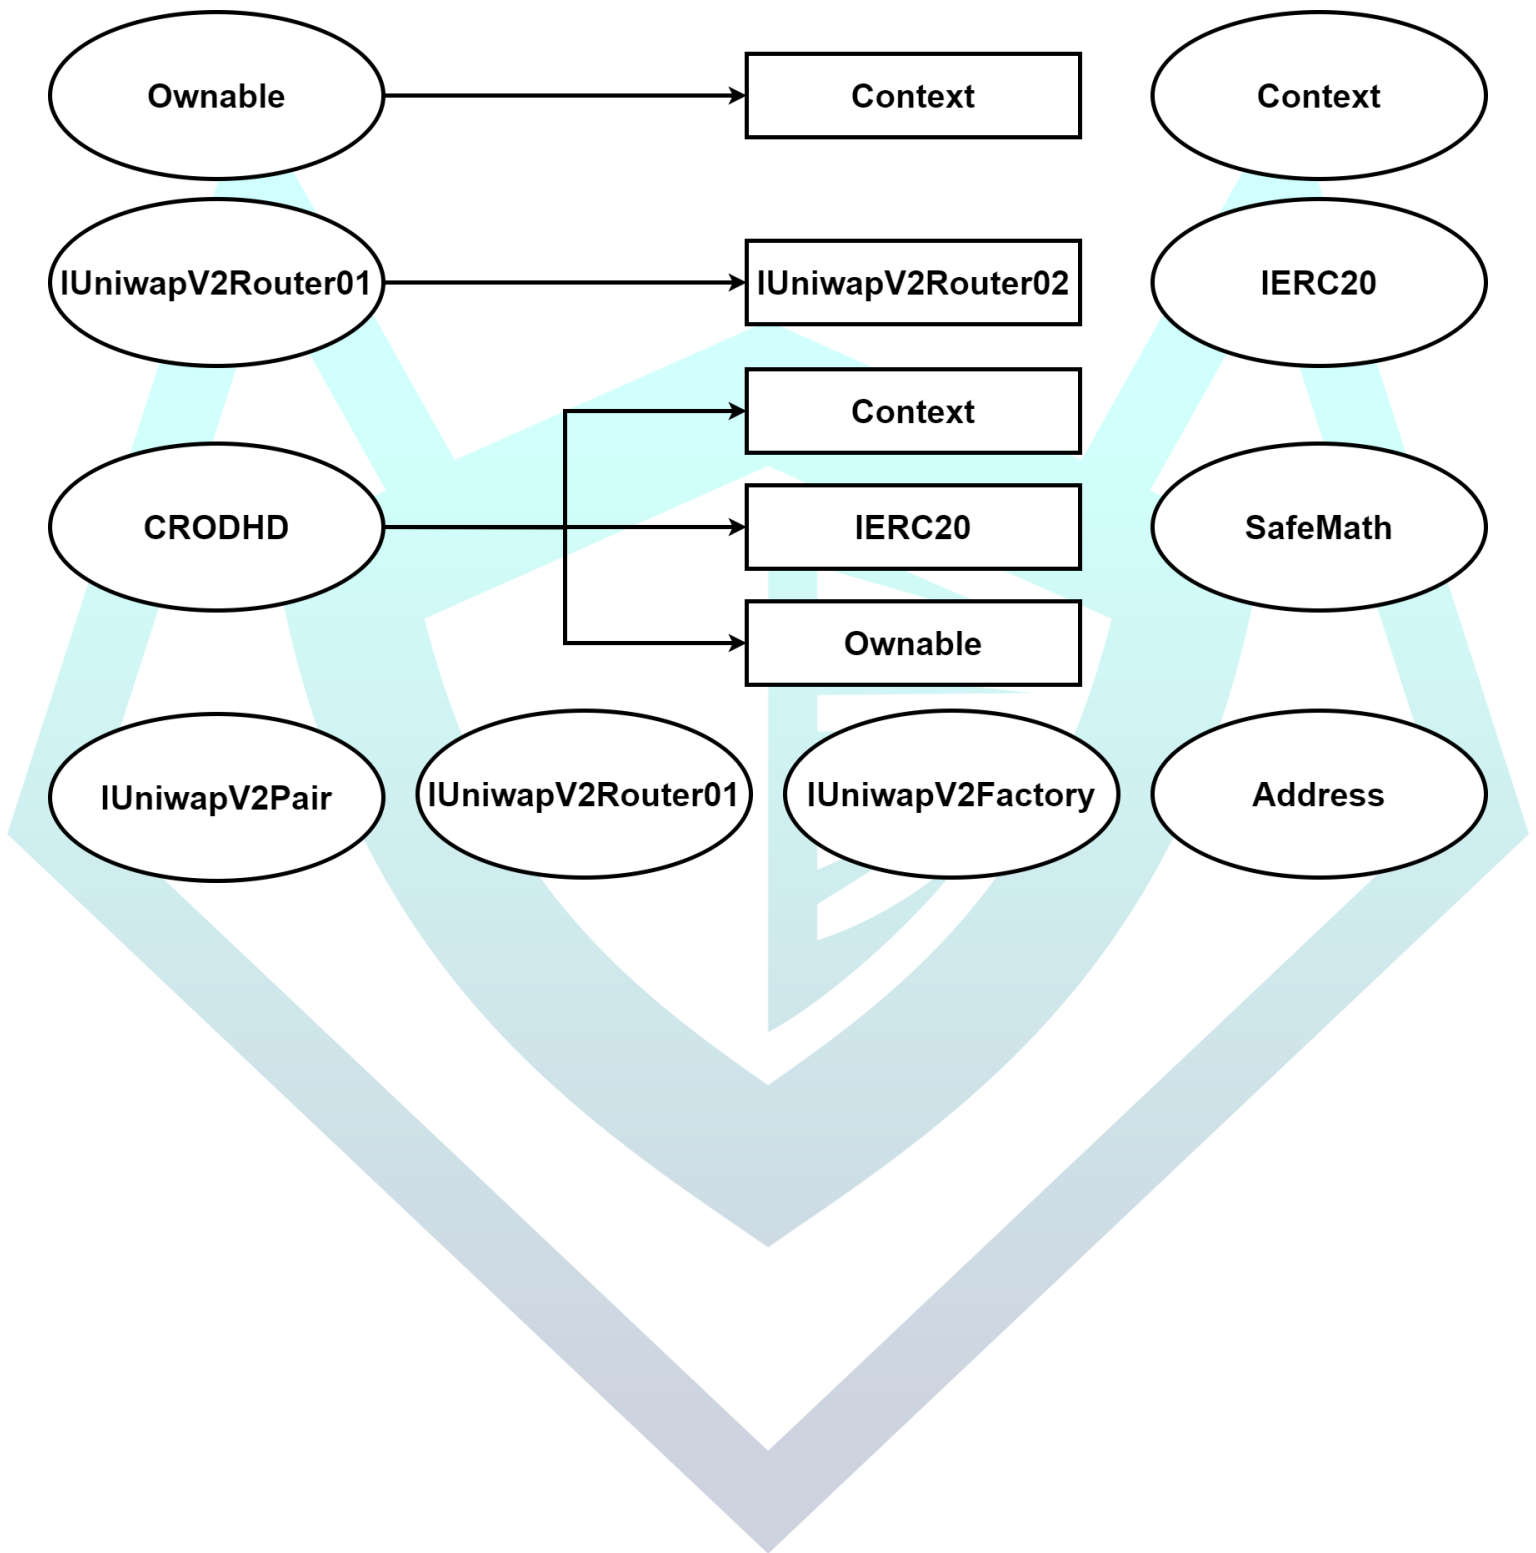 Ownable
Context
Context
IUniwapV2Router01
IUniwapV2Router02
IERC20
Context
CRODHD
IERC20
SafeMath
Ownable
IUniwapV2Pair
IUniwapV2Router01
IUniwapV2Factory
Address